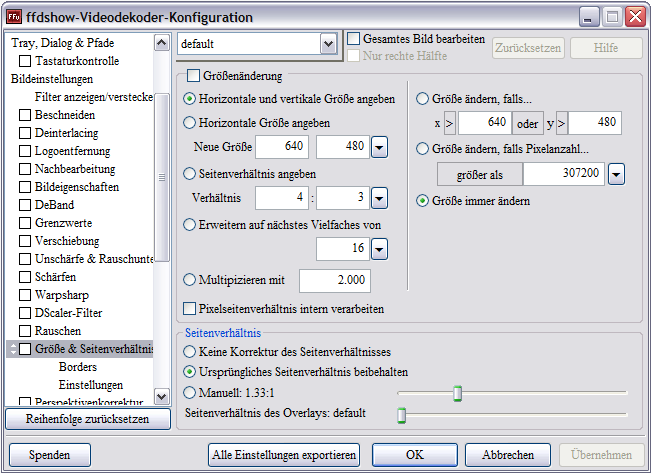 ffdshow-Videodekoder-Konfiguration
Tray, Dialog & Pfade
Tastaturkontrolle
Bildeinstellungen
Filter anzeigen/verstecke
Beschneiden
Deinterlacing
Logoentfernung
Nachbearbeitung
Bildeigenschaften
DeBand
Grenzwerte
Verschiebung
Unschärfe & Rauschunte
Schärfen
Warpsharp
DScaler-Filter
Rauschen
Größe & Seitenverhältnis
Borders
Einstellungen
Perspektivenkorrektur
Reihenfolge zurücksetzen
default
Gesamtes Bild bearbeiten
Nur rechte Hälfte
Zurücksetzen
Hilfe
Größenänderung
Horizontale und vertikale Größe angeben
Horizontale Größe angeben
Neue Größe 640 480
Seitenverhältnis angeben
Verhältnis 4 : 3
Erweitern auf nächstes Vielfaches von
16
Multipizieren mit 2.000
Pixelseitenverhältnis intern verarbeiten
Größe ändern, falls...
x > 640 oder y > 480
Größe ändern, falls Pixelanzahl...
größer als 307200
Größe immer ändern
Seitenverhältnis
Keine Korrektur des Seitenverhältnisses
Ursprüngliches Seitenverhältnis beibehalten
Manuell: 1.33:1
Seitenverhältnis des Overlays: default
Spenden
Alle Einstellungen exportieren
OK
Abbrechen
Übernehmen